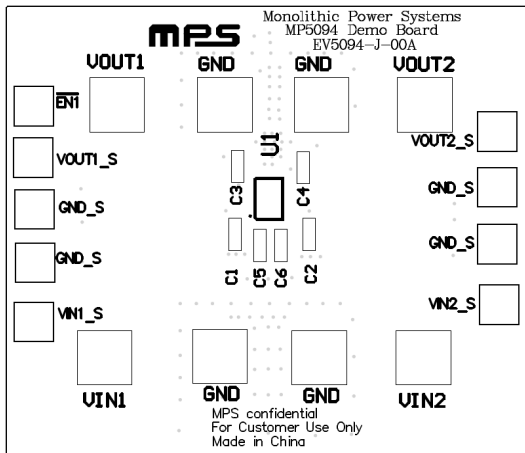 mps
Monolithic Power Systems
MP5094 Demo Board
EV5094-J-00A
VOUT1
GND
GND
VOUT2
EN1
VOUT1_S
GND_S
GND_S
VIN1_S
U1
C3
C4
C1
C5
C6
C2
VOUT2_S
GND_S
GND_S
VIN2_S
VIN1
GND
GND
VIN2
MPS confidential
For Customer Use Only
Made in China